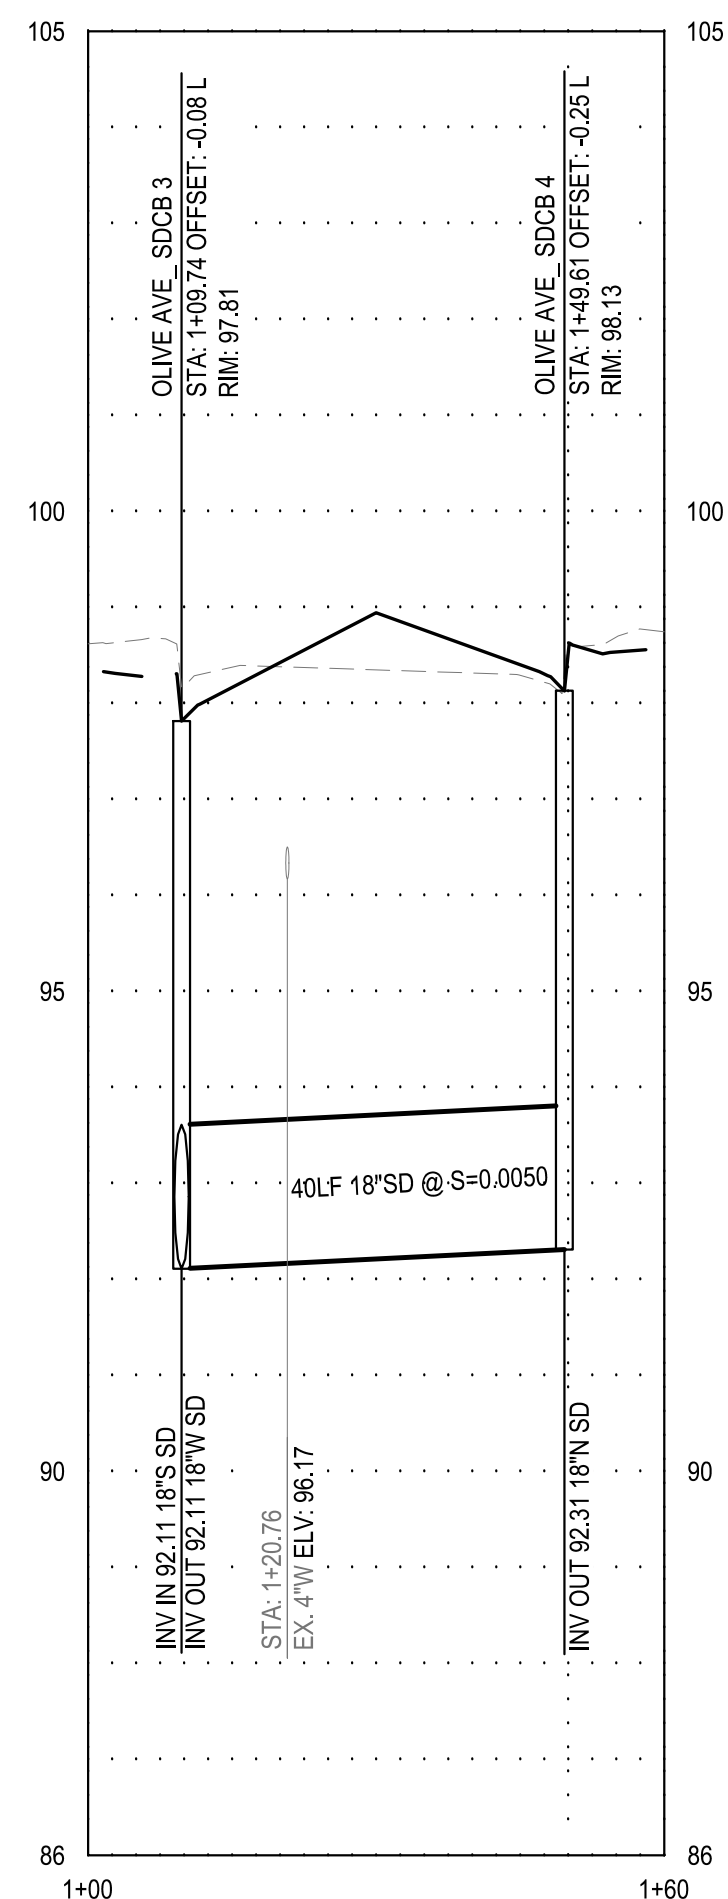 105
105
OLIVE AVE_ SDCB 3
STA: 1+09.74 OFFSET: -0.08 L
RIM: 97.81
OLIVE AVE_ SDCB 4
STA: 1+49.61 OFFSET: -0.25 L
RIM: 98.13
100
100
95
95
40LF 18"SD @ S=0.0050
90
90
INV IN 92.11 18"S SD
INV OUT 92.11 18"W SD
STA: 1+20.76
EX. 4"W ELV: 96.17
INV OUT 92.31 18"N SD
86
86
1+00
1+60